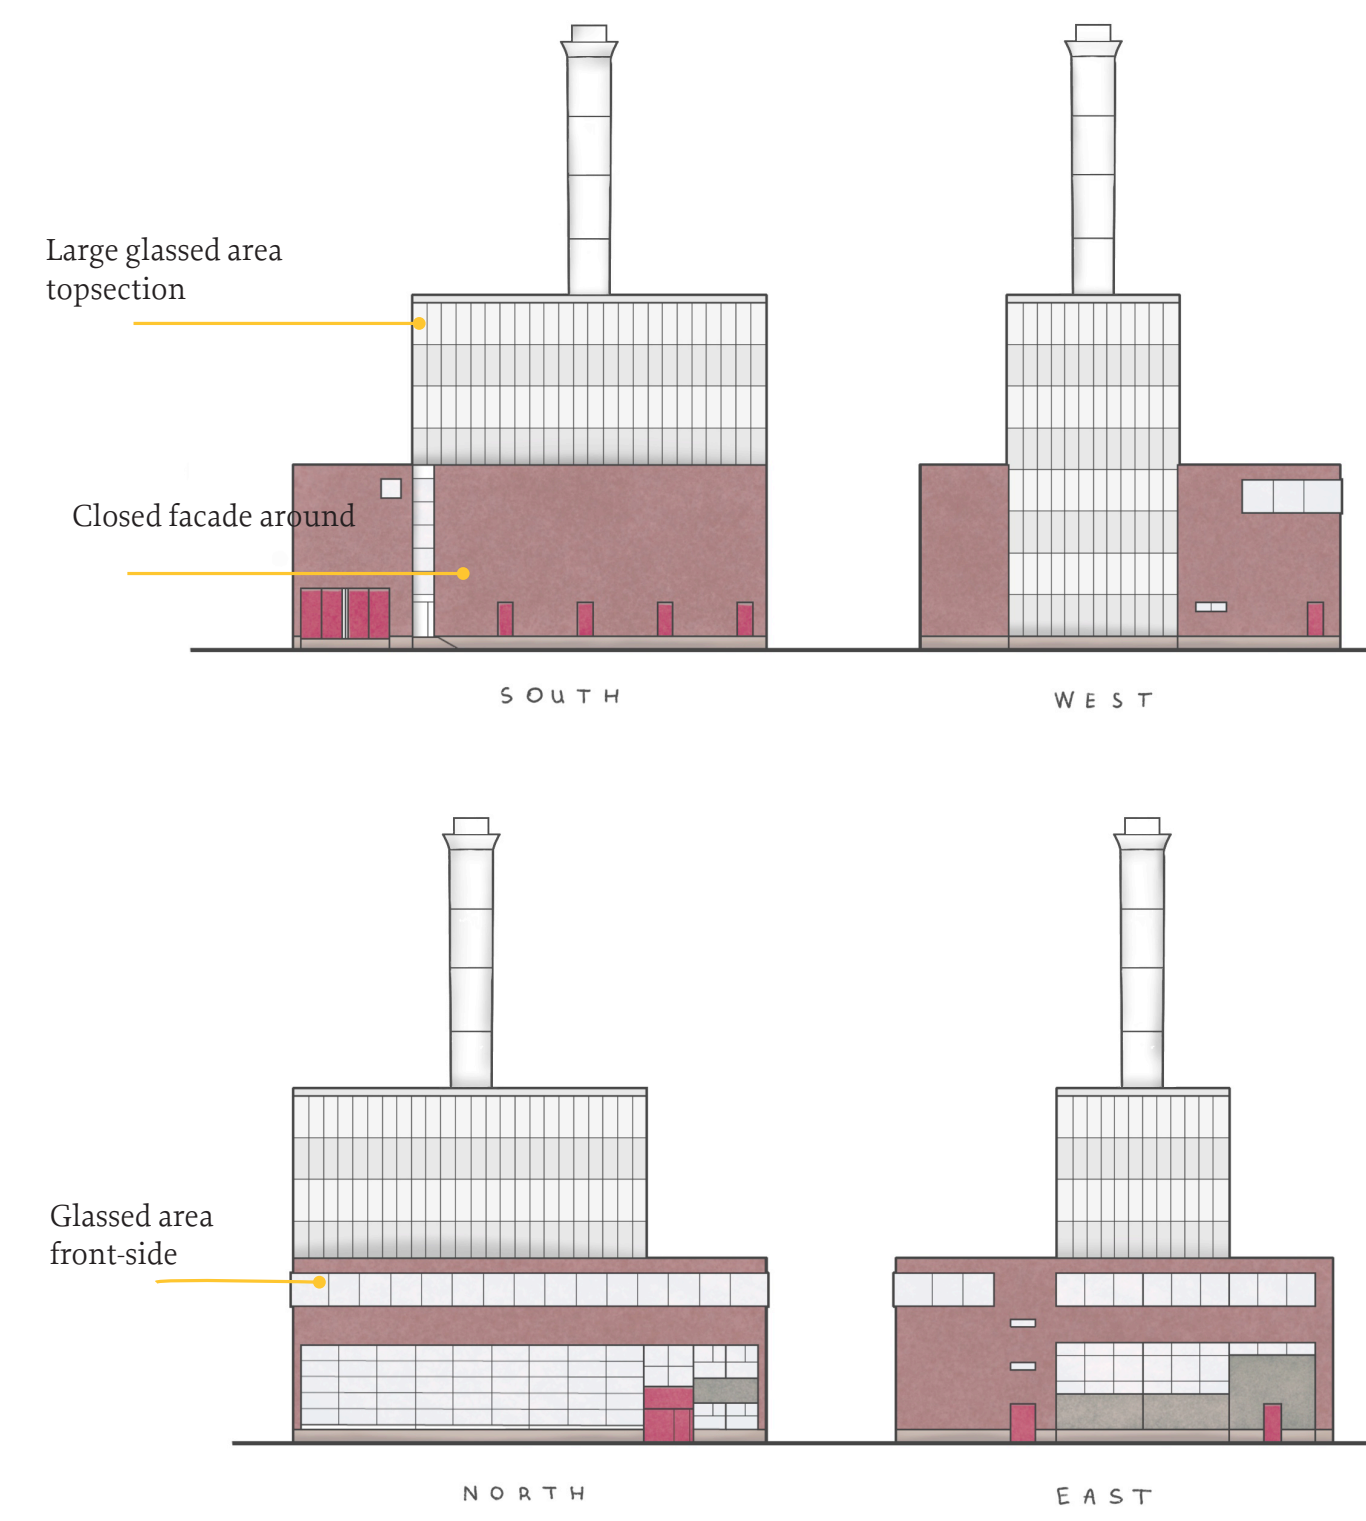 Large glassed area
topsection
Closed facade around
SOUTH
WEST
Glassed area
front-side
NORTH
EAST